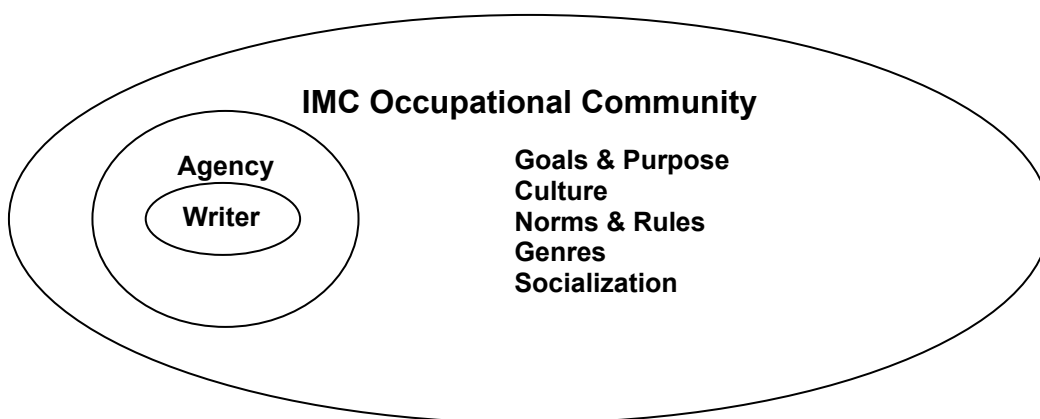 IMC Occupational Community
Agency
Writer
Goals & Purpose
Culture
Norms & Rules
Genres
Socialization